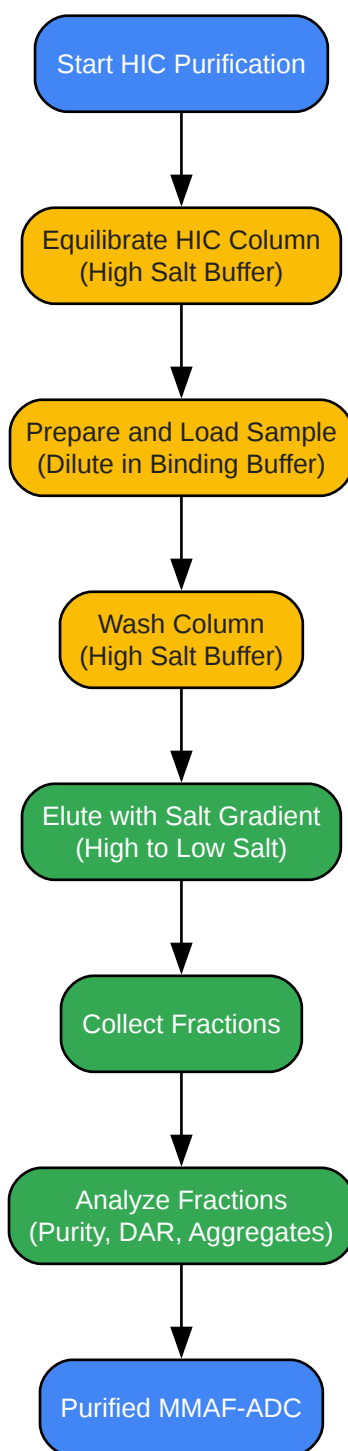 Start HIC Purification
Equilibrate HIC Column
(High Salt Buffer)
Prepare and Load Sample
(Dilute in Binding Buffer)
Wash Column
(High Salt Buffer)
Elute with Salt Gradient
(High to Low Salt)
Collect Fractions
Analyze Fractions
(Purity, DAR, Aggregates)
Purified MMAF-ADC